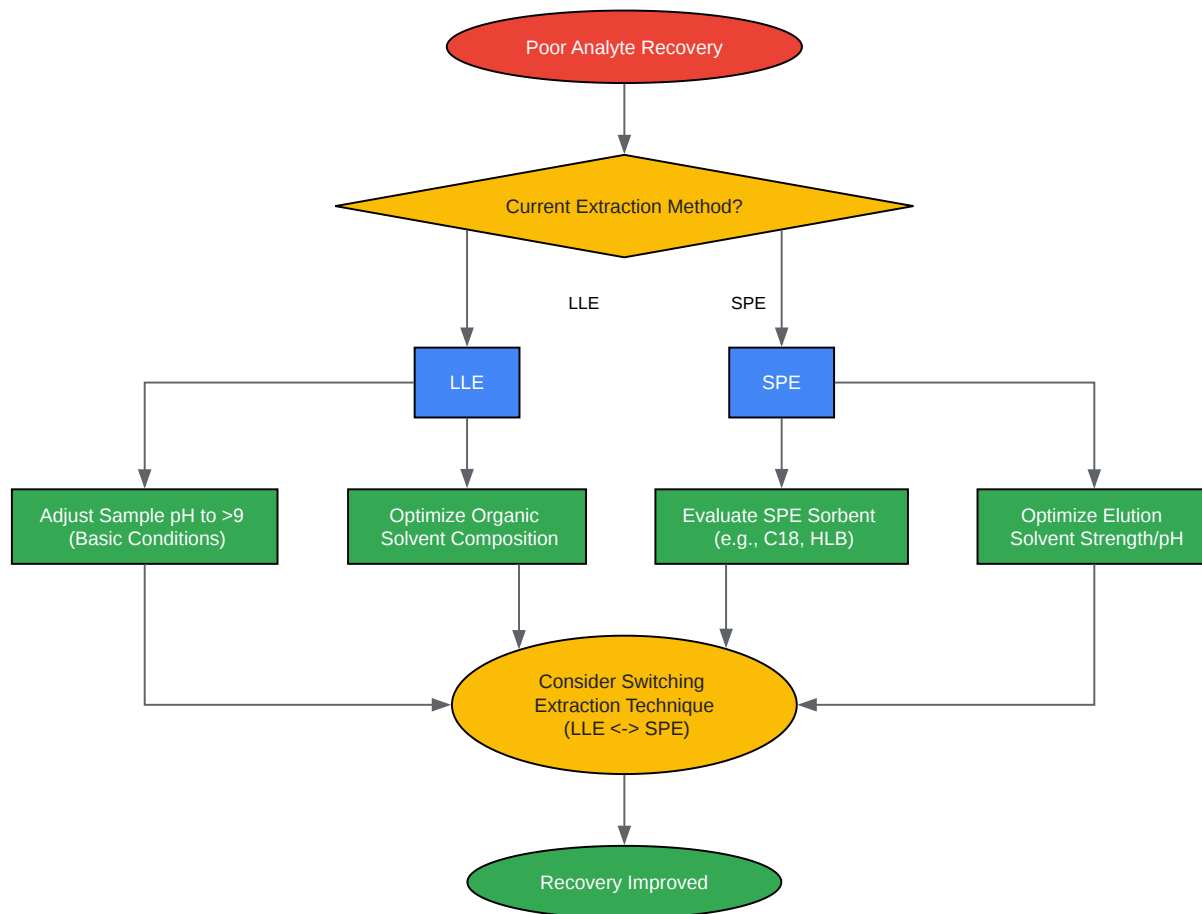 Poor Analyte Recovery
Current Extraction Method?
LLE
SPE
LLE
SPE
Adjust Sample pH to >9
(Basic Conditions)
Optimize Organic
Solvent Composition
Evaluate SPE Sorbent
(e.g., C18, HLB)
Optimize Elution
Solvent Strength/pH
Consider Switching
Extraction Technique
(LLE <-> SPE)
Recovery Improved